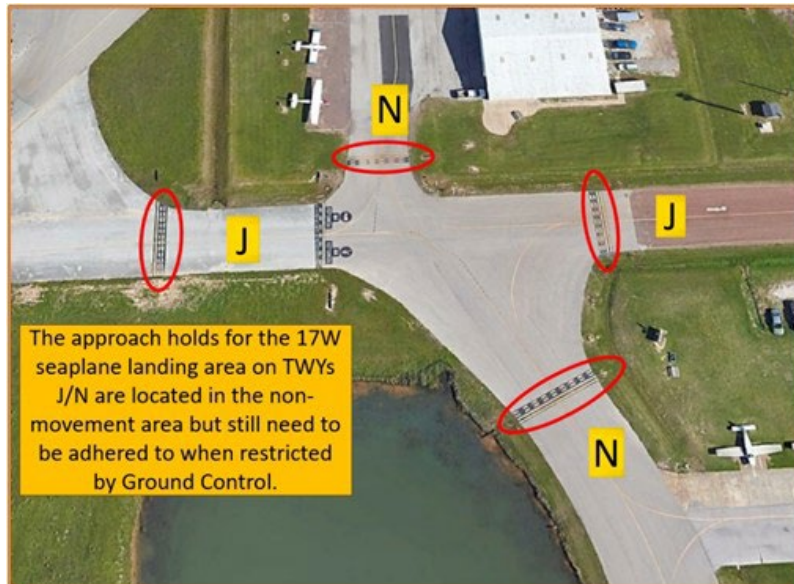 N
J
J
The approach holds for the 17W
seaplane landing area on TWYs
J/N are located in the non-
movement area but still need to
be adhered to when restricted
by Ground Control.
N